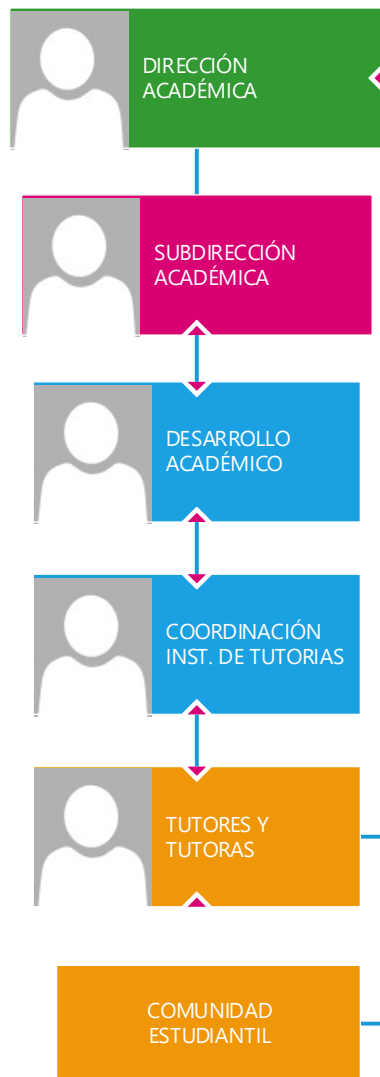 DIRECCIÓN
ACADÉMICA
SUBDIRECCIÓN
ACADÉMICA
DESARROLLO
ACADÉMICO
COORDINACIÓN
INST. DE TUTORIAS
TUTORES Y
TUTORAS
COMUNIDAD
ESTUDIANTIL